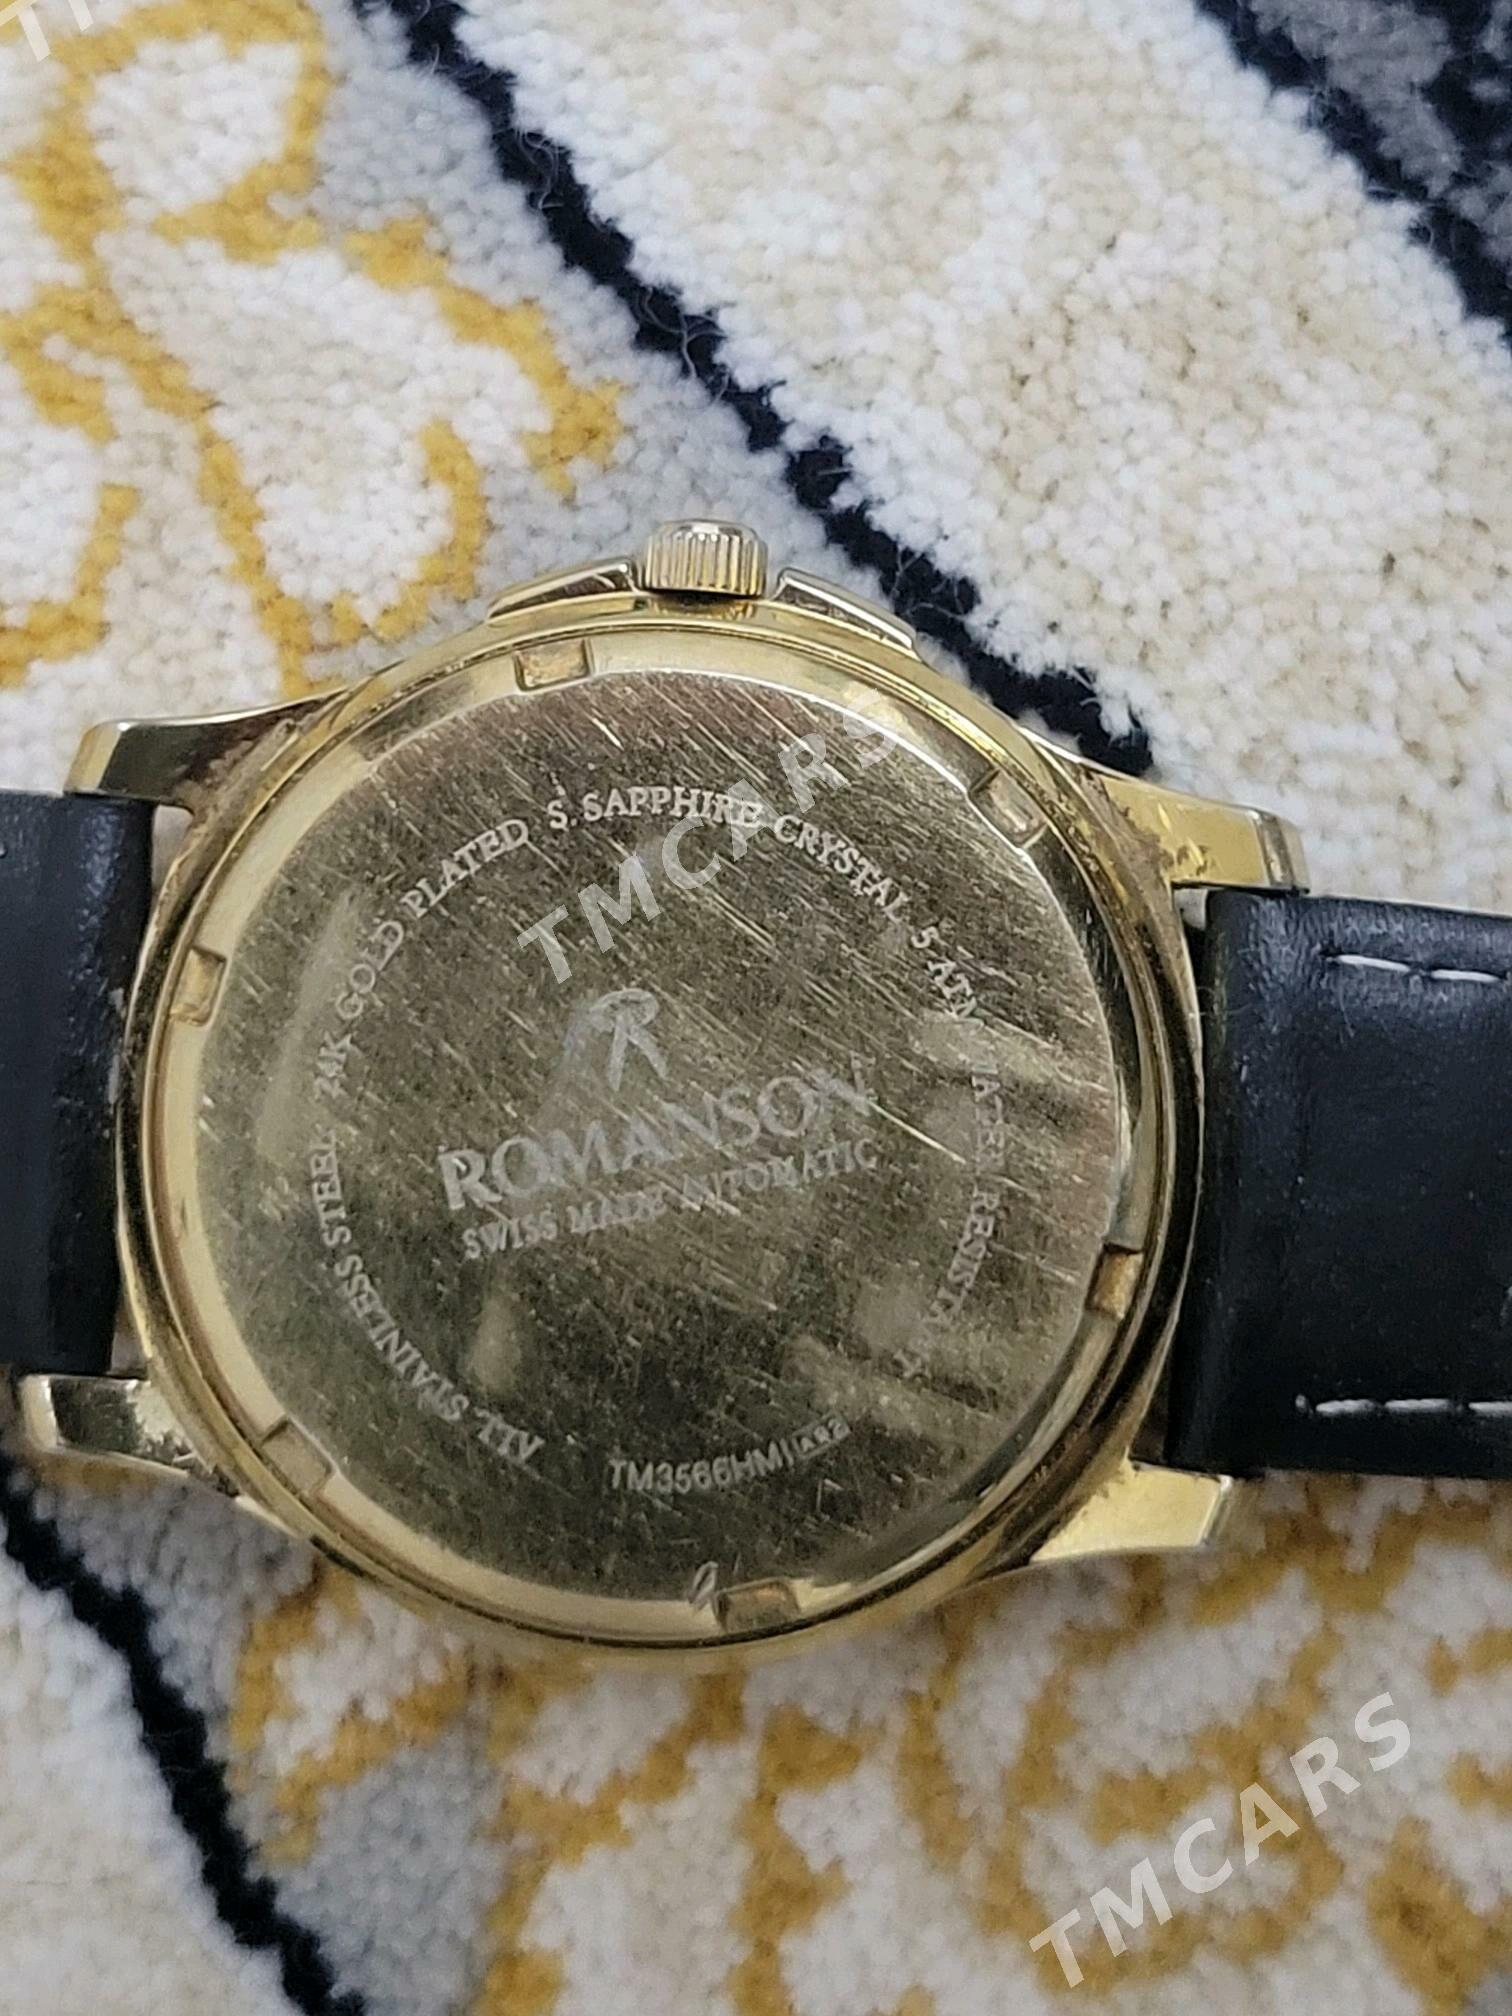 ALL STAINLESS STEEL 24K GOLD PLATED S. SAPPHIRE CRYSTAL 5 ATM WATER RESISTANT
R
ROMANSON
SWISS MADE AUTOMATIC
TM3566HM
TMCARS
TMCARS